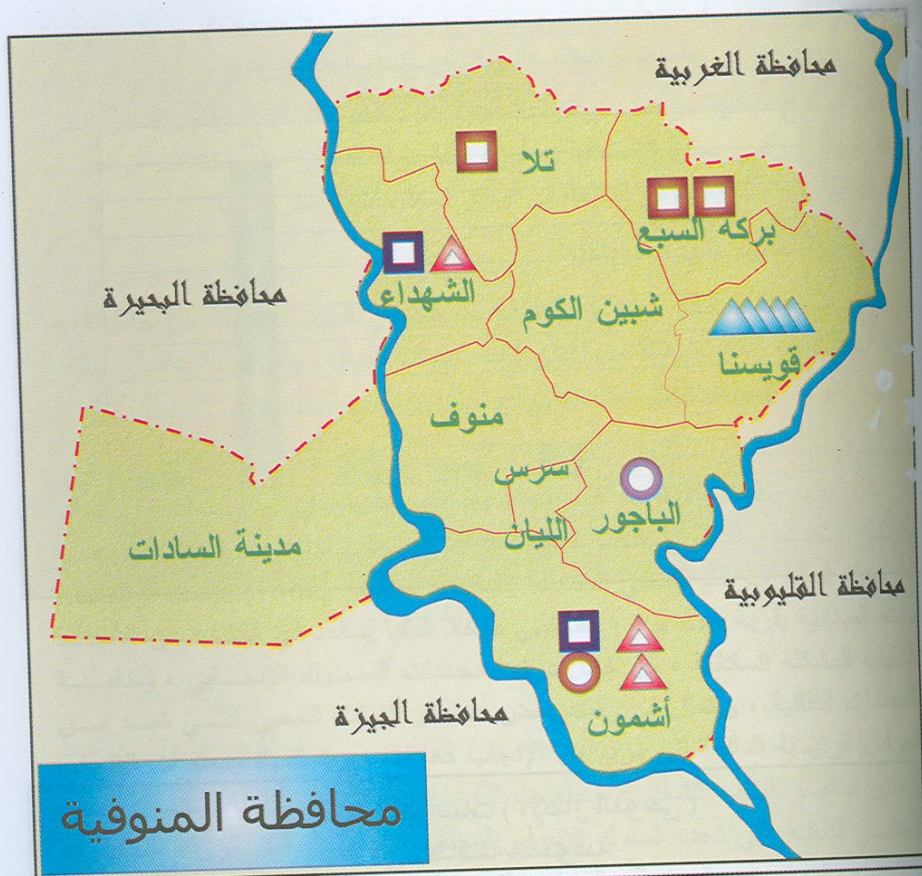 محافظة الغربية
تلا
بركه السبع
محافظة البحيرة
الشهداء
شبين الكوم
قويسنا
منوف
سرس
الليان
الباجور
مدينة السادات
محافظة القليوبية
محافظة الجيزة
أشمون
محافظة المنوفية